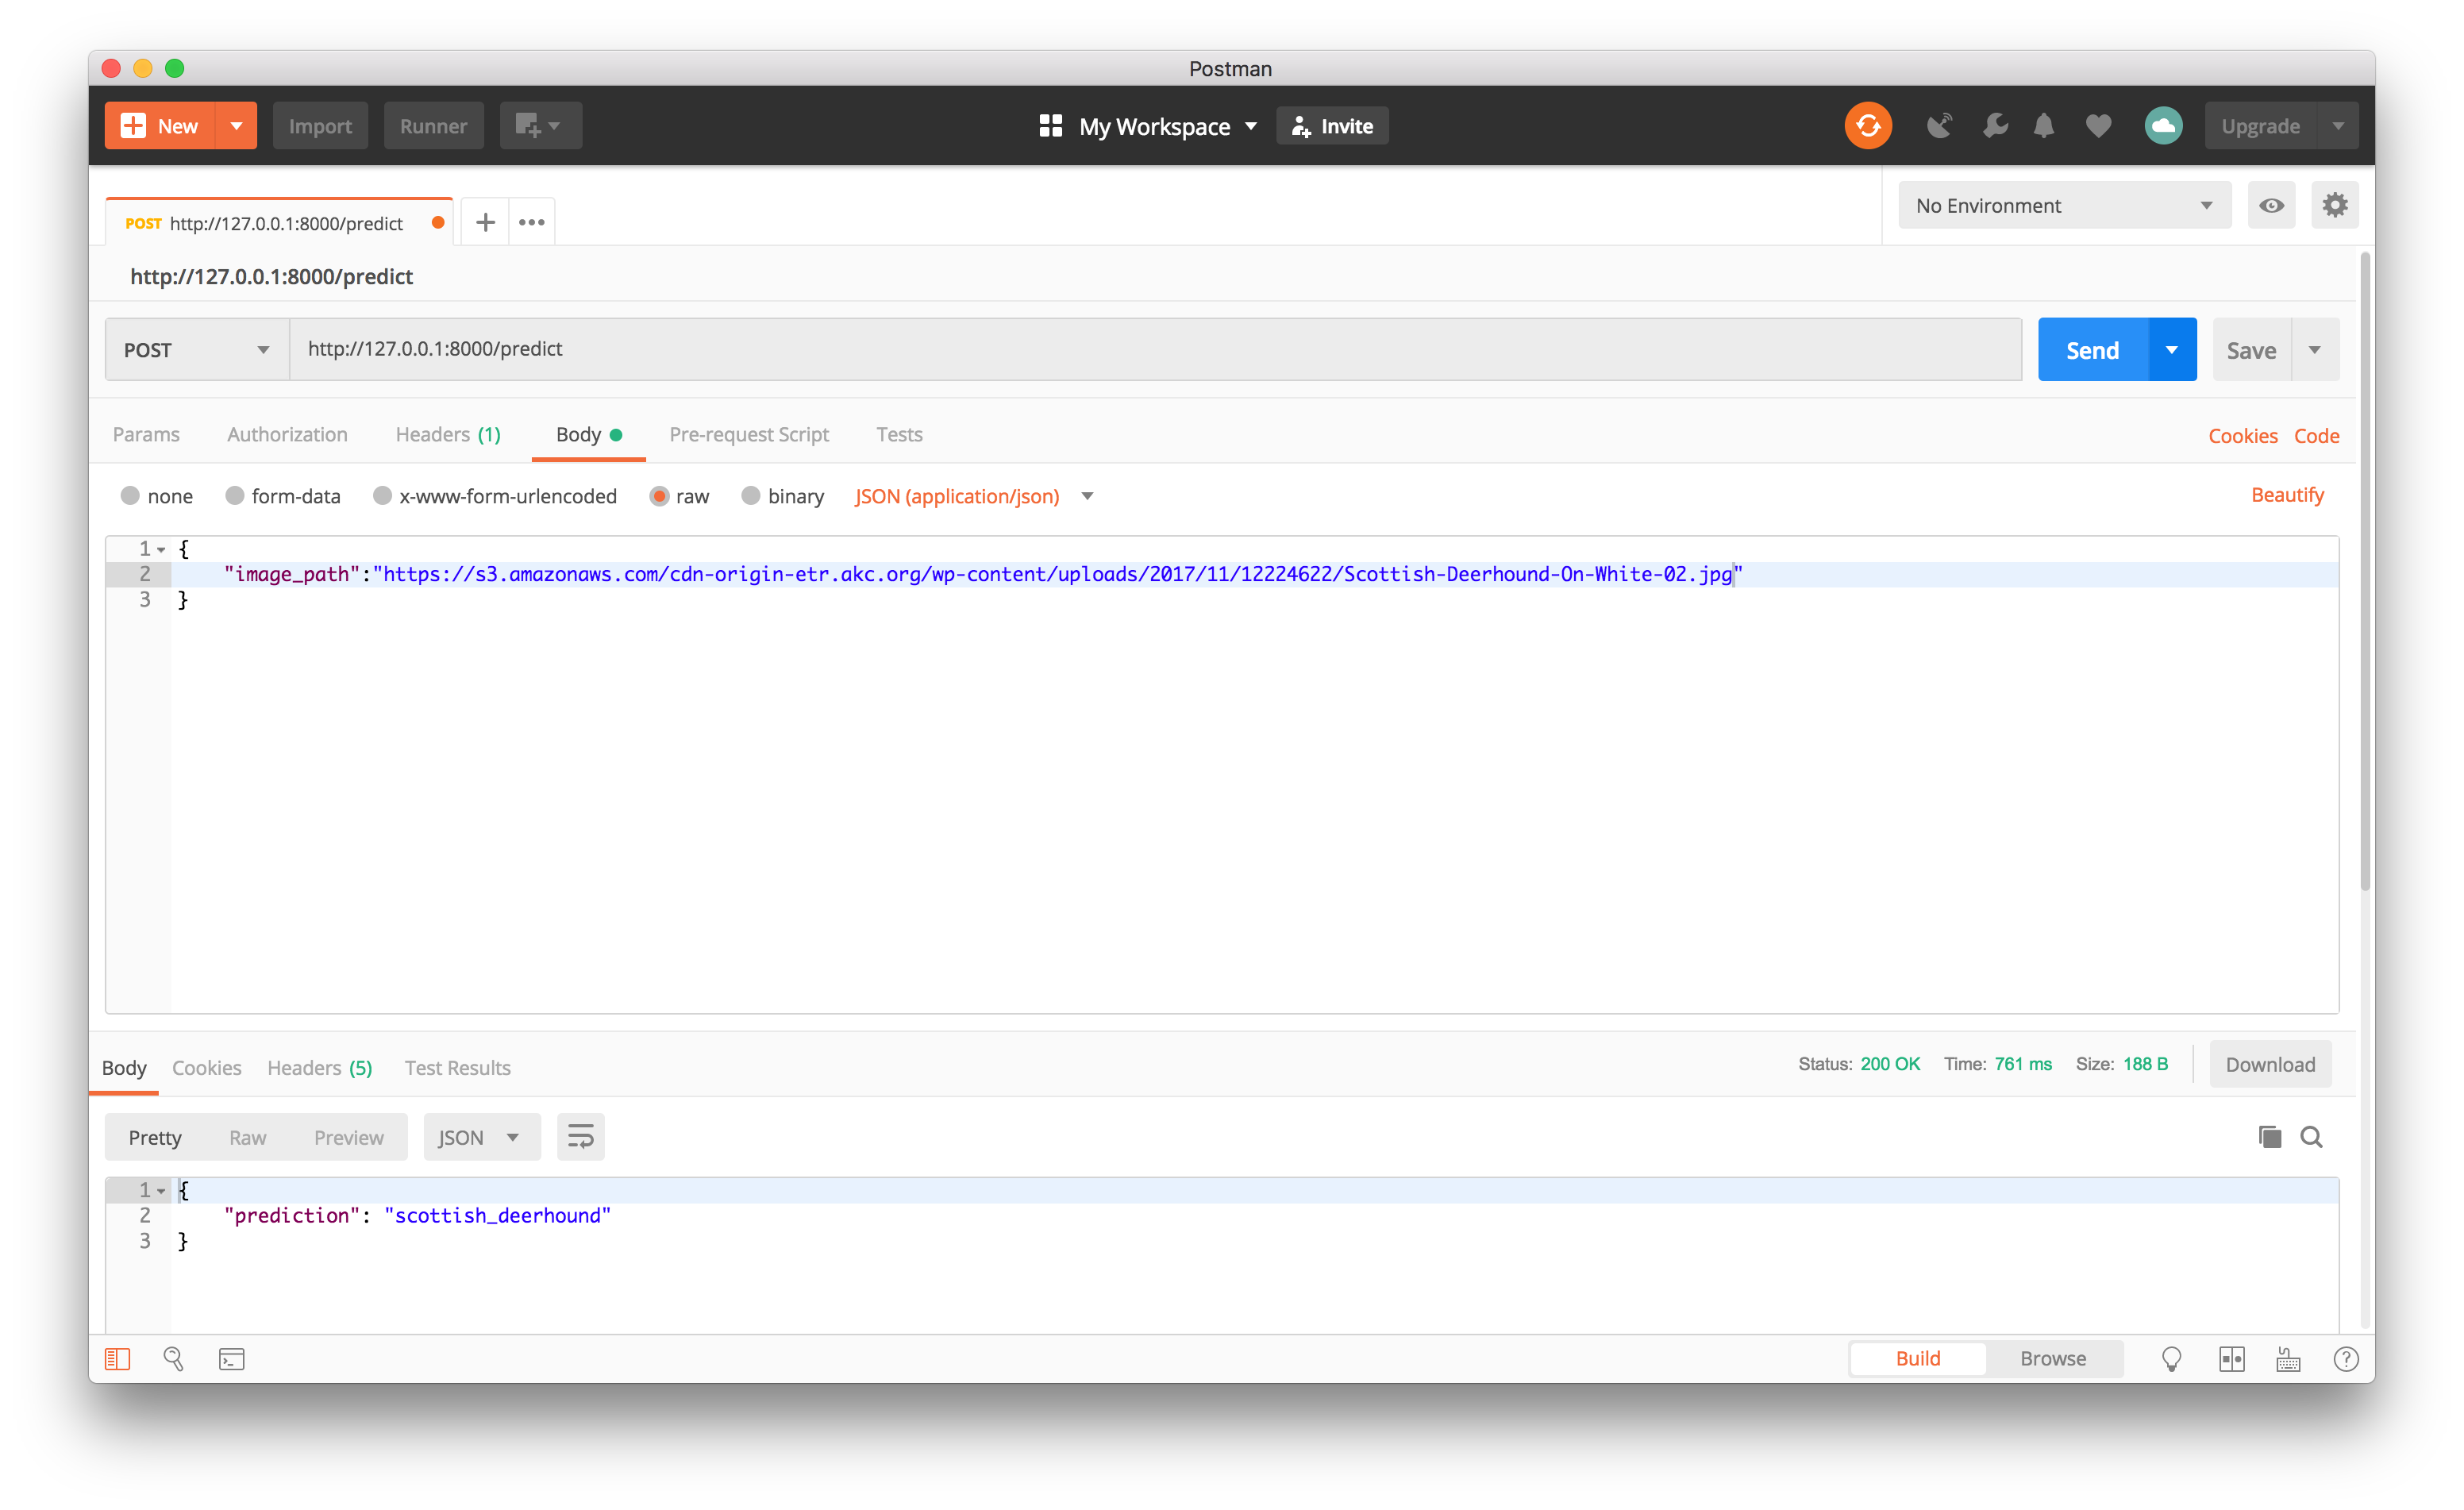 Postman
New Import Runner My Workspace Invite Upgrade
POST http://127.0.0.1:8000/predict No Environment
http://127.0.0.1:8000/predict
POST http://127.0.0.1:8000/predict Send Save
Params Authorization Headers (1) Body Pre-request Script Tests Cookies Code
none form-data x-www-form-urlencoded raw binary JSON (application/json) Beautify
1 {
2 "image_path":"https://s3.amazonaws.com/cdn-origin-etr.akc.org/wp-content/uploads/2017/11/12224622/Scottish-Deerhound-On-White-02.jpg"
3 }
Body Cookies Headers (5) Test Results Status: 200 OK Time: 761 ms Size: 188 B Download
Pretty Raw Preview JSON
1 {
2 "prediction": "scottish_deerhound"
3 }
Build Browse